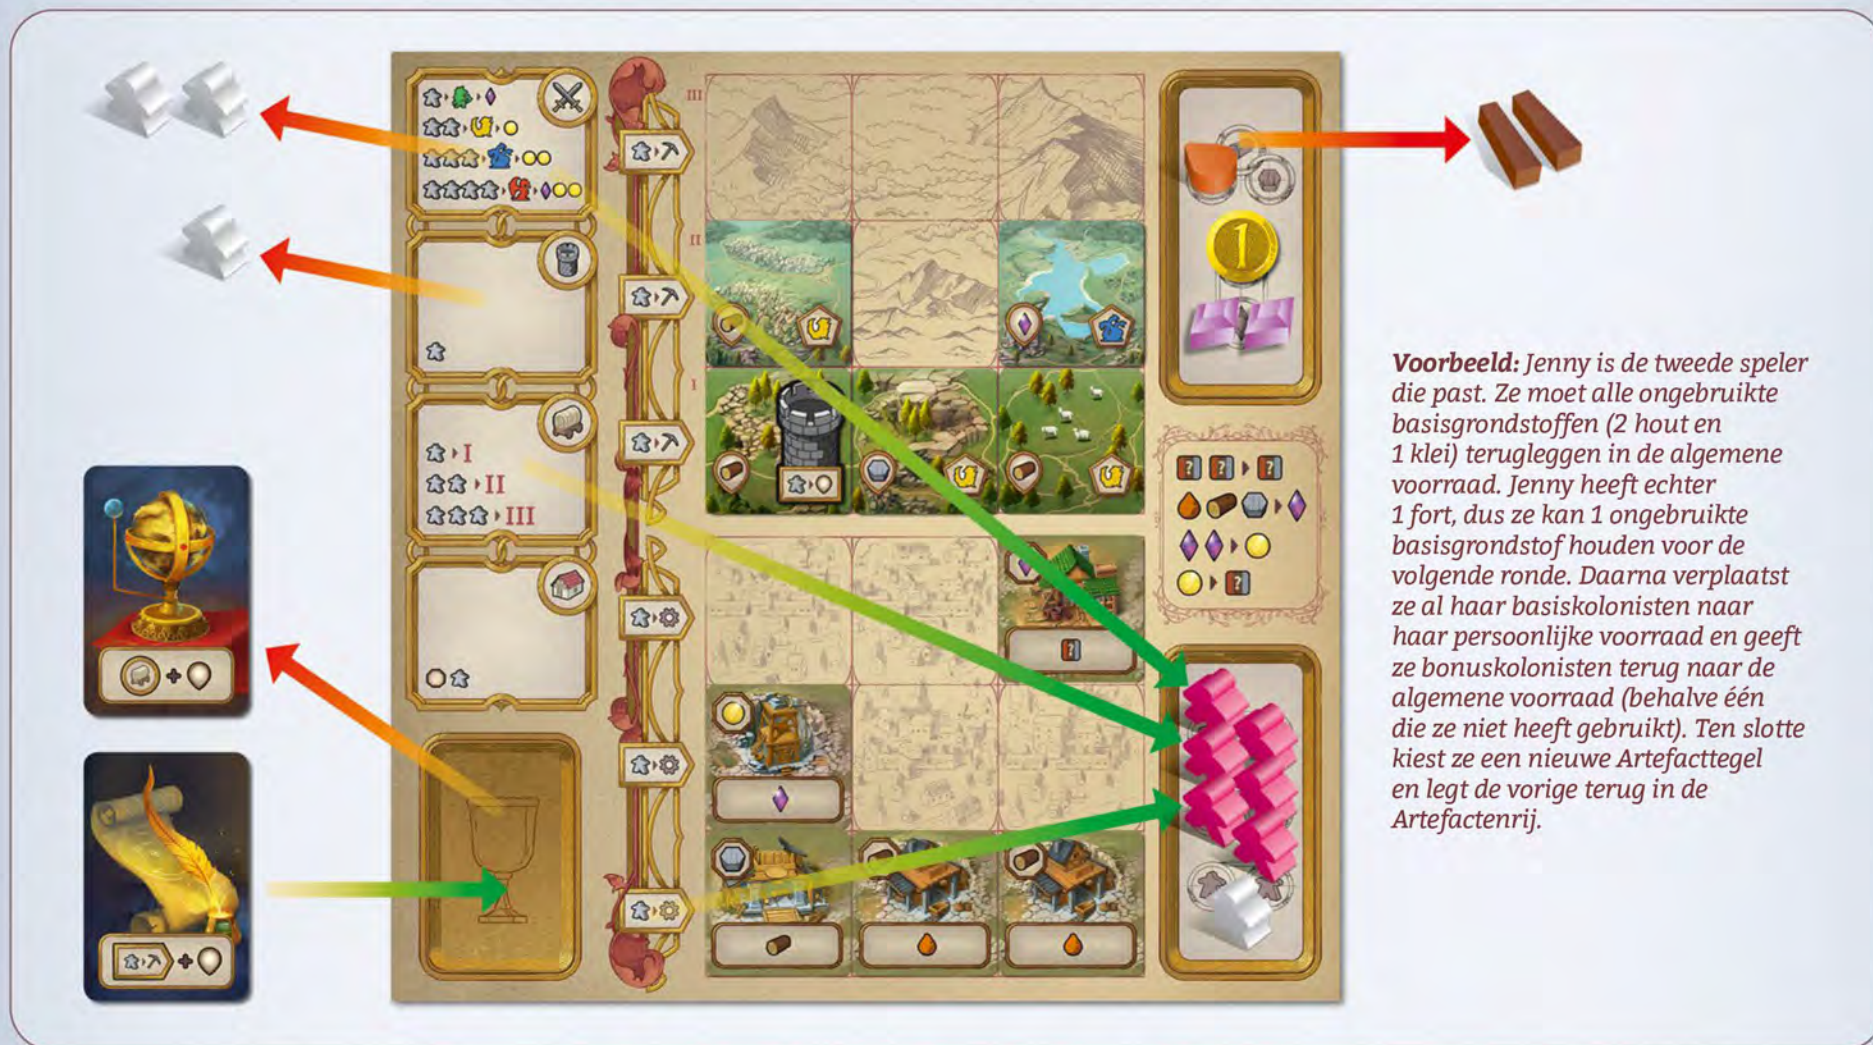 III
II
I
1
I
II
III
? ? ?
?
?
Voorbeeld: Jenny is de tweede speler
die past. Ze moet alle ongebruikte
basisgrondstoffen (2 hout en
1 klei) terugleggen in de algemene
voorraad. Jenny heeft echter
1 fort, dus ze kan 1 ongebruikte
basisgrondstof houden voor de
volgende ronde. Daarna verplaatst
ze al haar basiskolonisten naar
haar persoonlijke voorraad en geeft
ze bonuskolonisten terug naar de
algemene voorraad (behalve één
die ze niet heeft gebruikt). Ten slotte
kiest ze een nieuwe Artefacttegel
en legt de vorige terug in de
Artefactenrij.